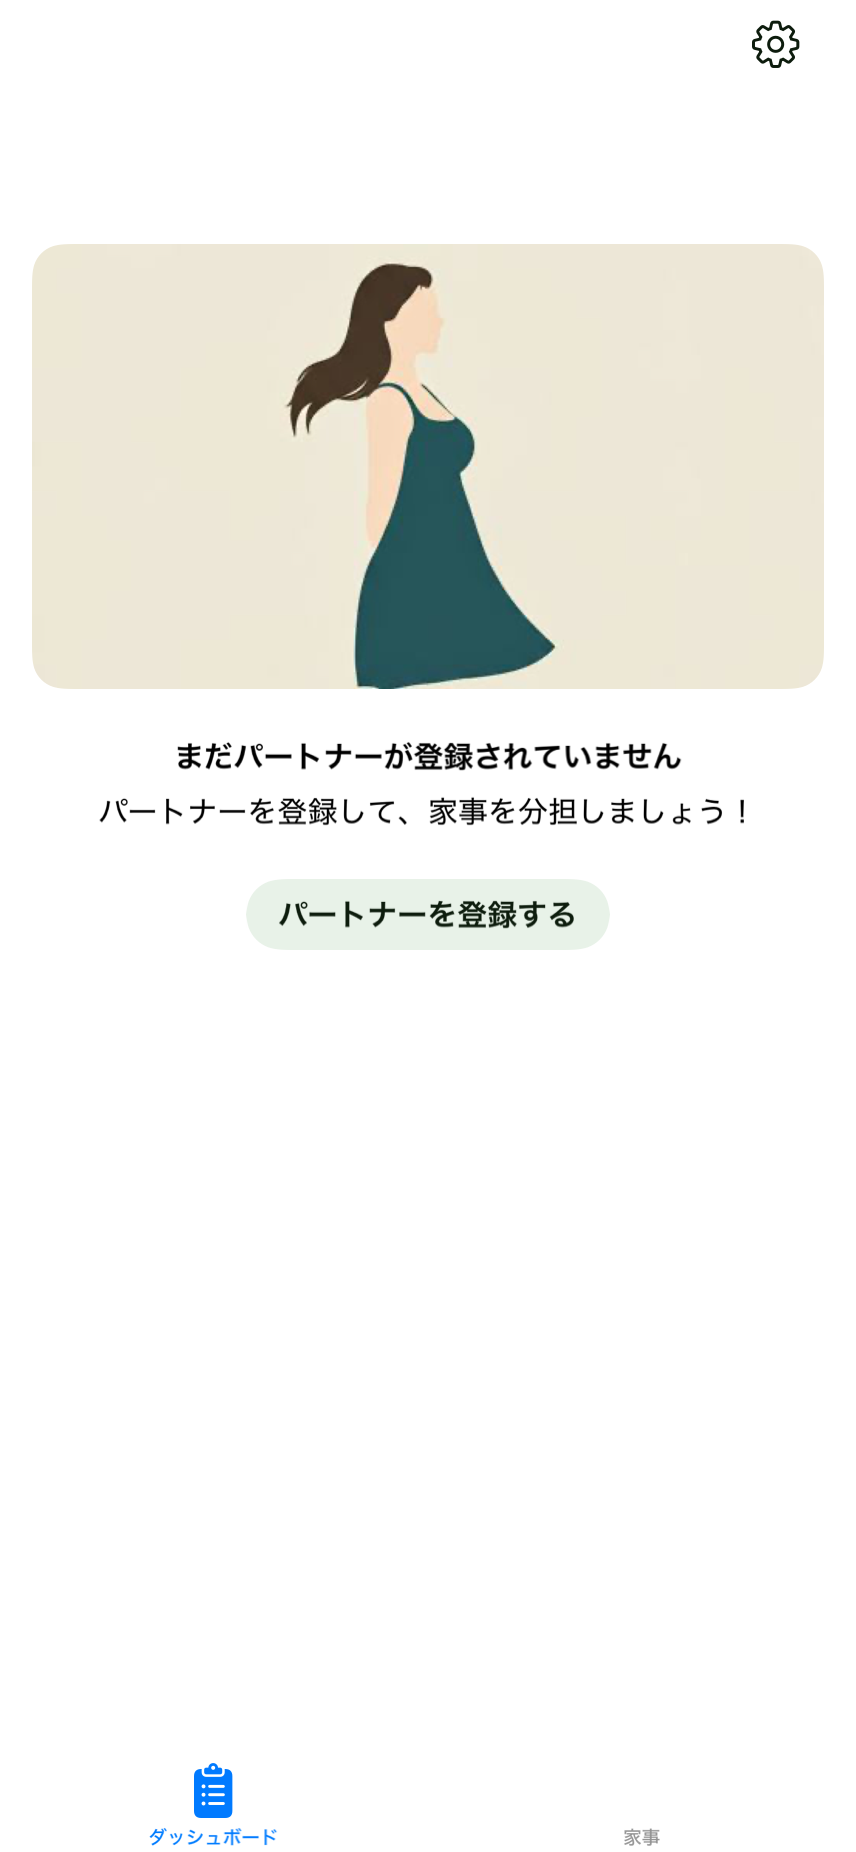 まだパートナーが登録されていません
パートナーを登録して、家事を分担しましょう！
パートナーを登録する
ダッシュボード
家事